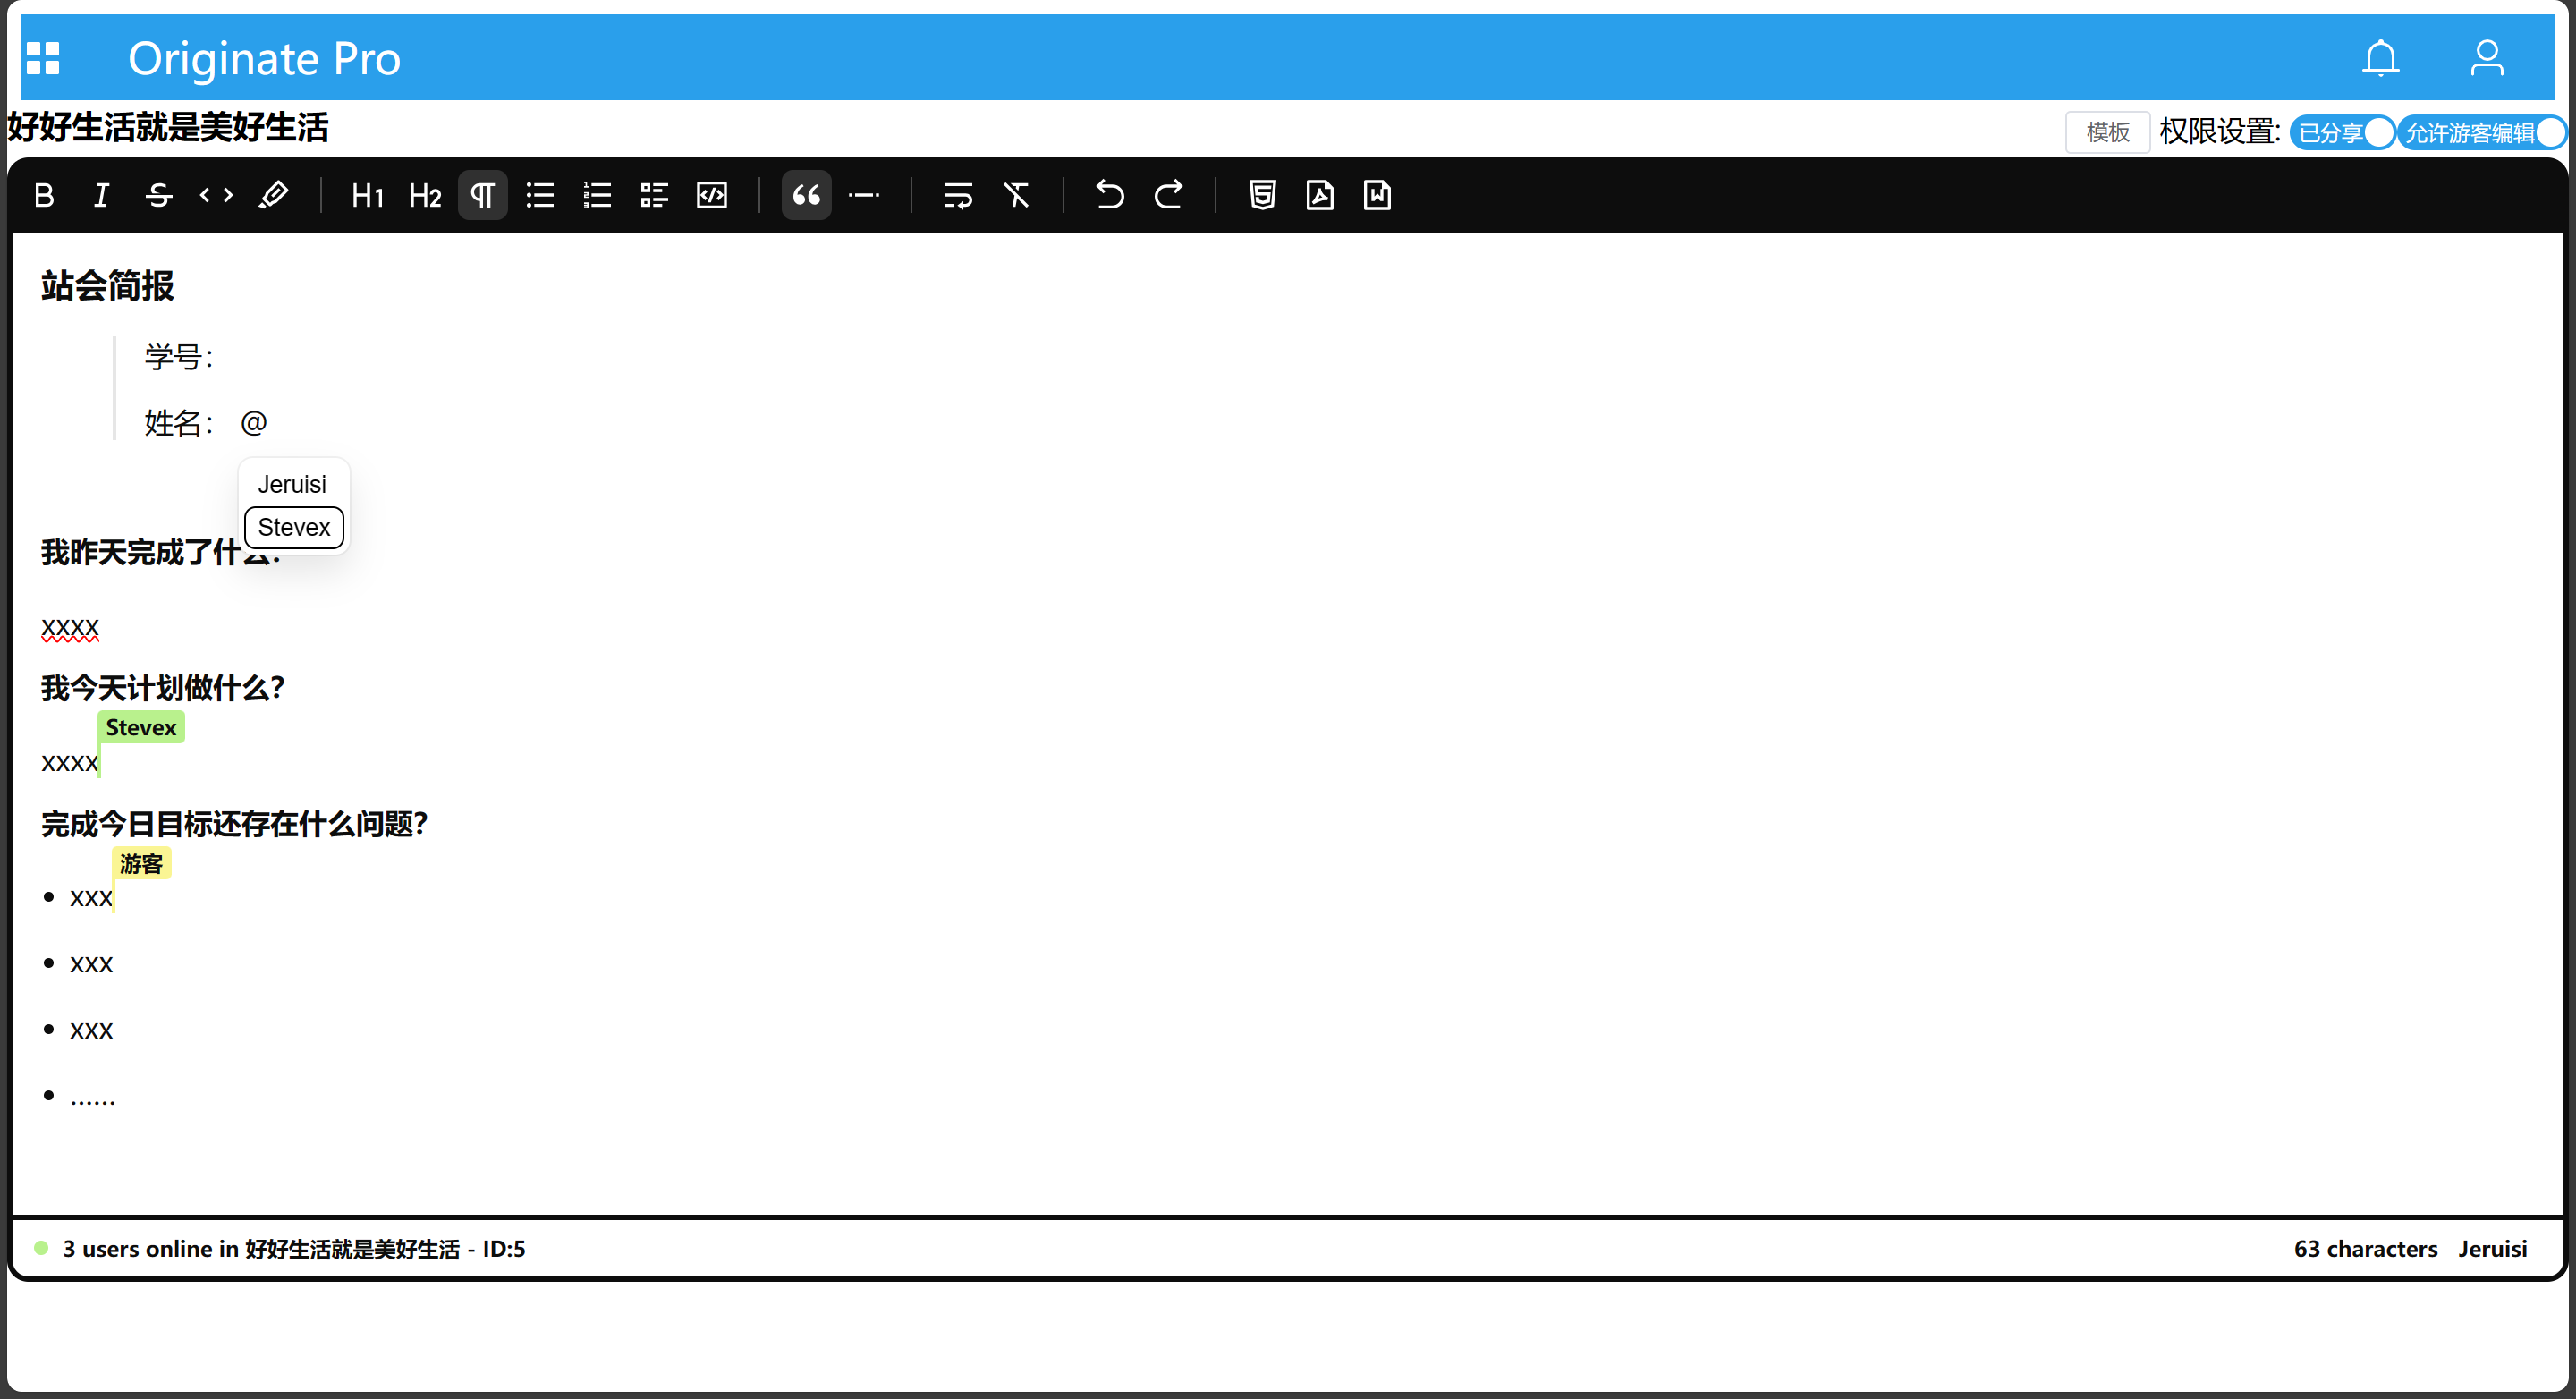 Originate Pro
好好生活就是美好生活
模板 权限设置: 已分享 允许游客编辑
B I S H1 H2
站会简报
学号：
姓名： @
Jeruisi
Stevex
我昨天完成了什么？
xxxx
我今天计划做什么？
Stevex
xxxx
完成今日目标还存在什么问题？
游客
• xxx
• xxx
• xxx
• ......
3 users online in 好好生活就是美好生活 - ID:5
63 characters Jeruisi